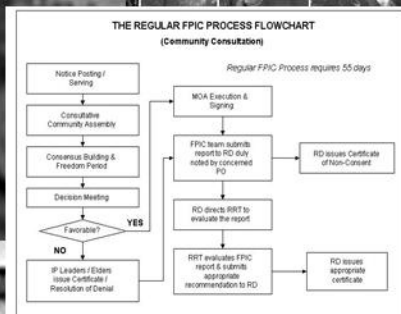 THE REGULAR FPIC PROCESS FLOWCHART
(Community Consultation)
Regular FPIC Process requires 55 days
Notice Posting /
Serving
Consultative
Community Assembly
Consensus Building &
Freedom Period
Decision Meeting
Favorable?
YES
NO
IP Leaders / Elders
issue Certificate /
Resolution of Denial
MOA Execution &
Signing
FPIC team submits
report to RD duly
noted by concerned
PO
RD issues Certificate
of Non-Consent
RD directs RRT to
evaluate the report
RRT evaluates FPIC
report & submits
appropriate
recommendation to RD
RD issues
appropriate
certificate